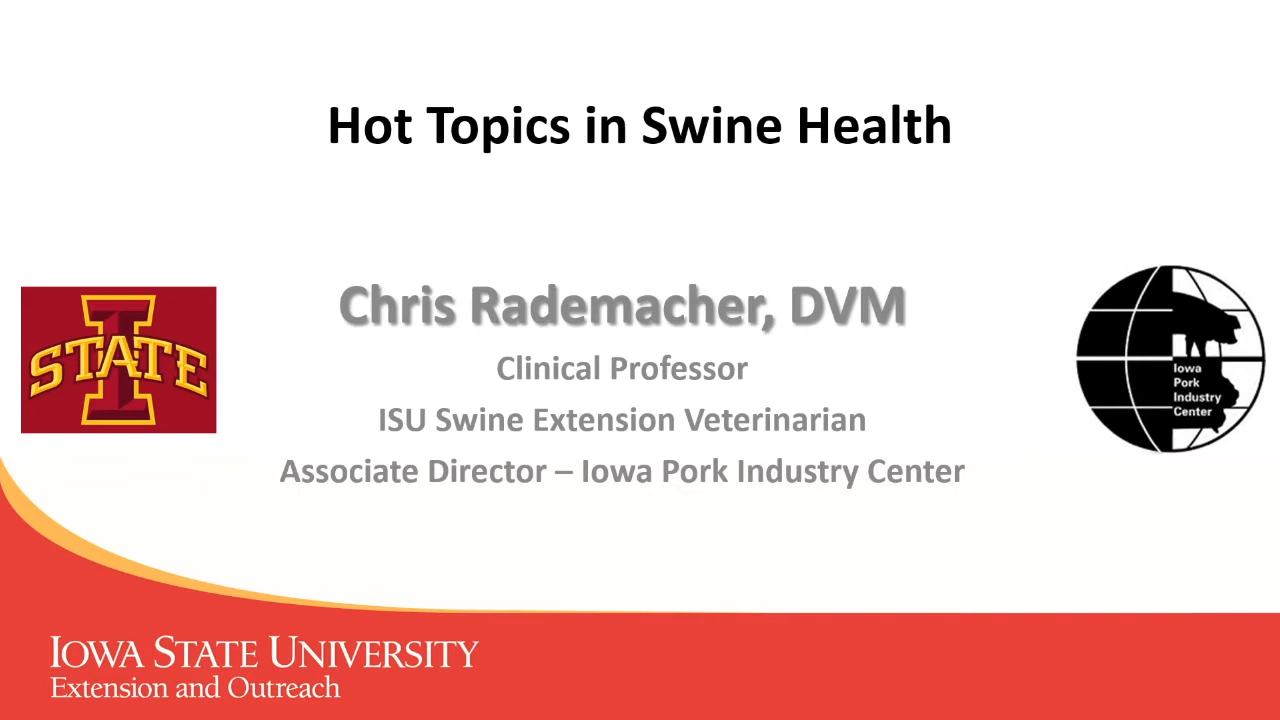 Hot Topics in Swine Health
Chris Rademacher, DVM
Clinical Professor
ISU Swine Extension Veterinarian
Associate Director – Iowa Pork Industry Center
I
STATE
Iowa
Pork
Industry
Center
IOWA STATE UNIVERSITY
Extension and Outreach